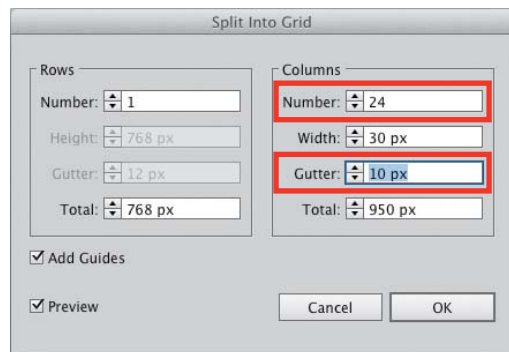 Split Into Grid
Rows
Number: 1
Height: 768 px
Gutter: 12 px
Total: 768 px
Columns
Number: 24
Width: 30 px
Gutter: 10 px
Total: 950 px
Add Guides
Preview
Cancel
OK